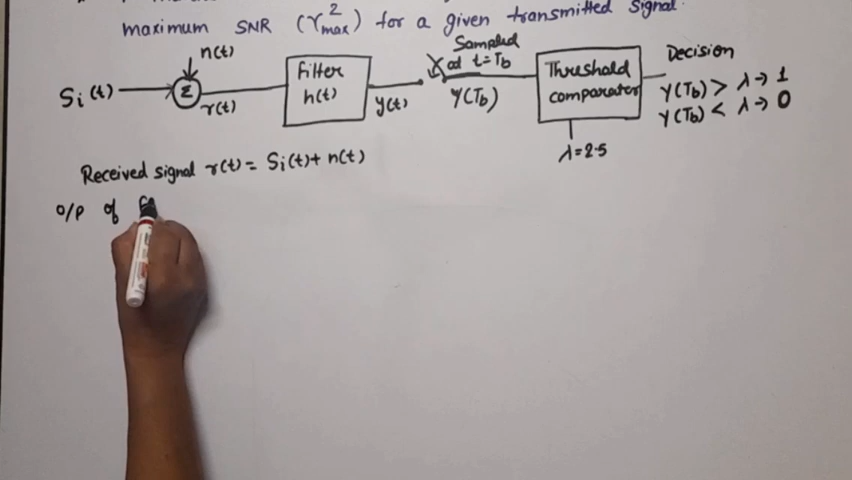 maximum SNR (γ²max) for a given transmitted signal.
n(t)
Si(t)
Σ
r(t)
Filter
h(t)
y(t)
Sampled
at t=Tb
Y(Tb)
Threshold
comparator
λ=2.5
Decision
Y(Tb) > λ → 1
Y(Tb) < λ → 0
Received signal r(t) = Si(t) + n(t)
O/P of